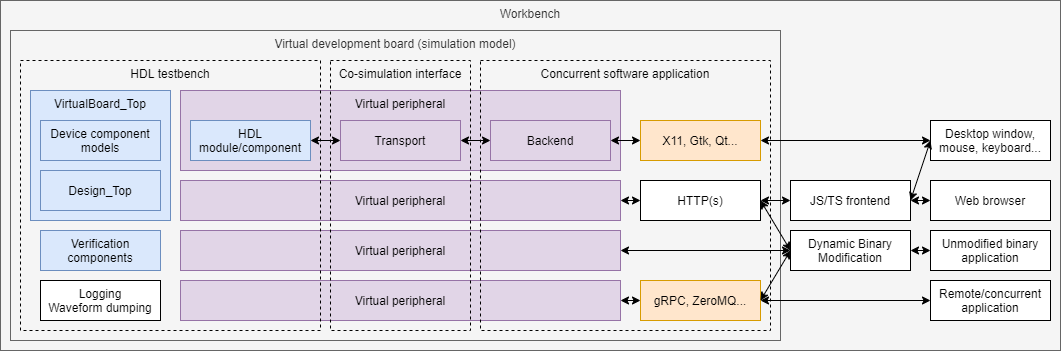 Workbench
Virtual development board (simulation model)
HDL testbench
Co-simulation interface
Concurrent software application
VirtualBoard_Top
Device component
models
Design_Top
Verification
components
Logging
Waveform dumping
Virtual peripheral
HDL
module/component
Transport
Backend
X11, Gtk, Qt...
Desktop window,
mouse, keyboard...
Virtual peripheral
HTTP(s)
JS/TS frontend
Web browser
Virtual peripheral
Dynamic Binary
Modification
Unmodified binary
application
Virtual peripheral
gRPC, ZeroMQ...
Remote/concurrent
application